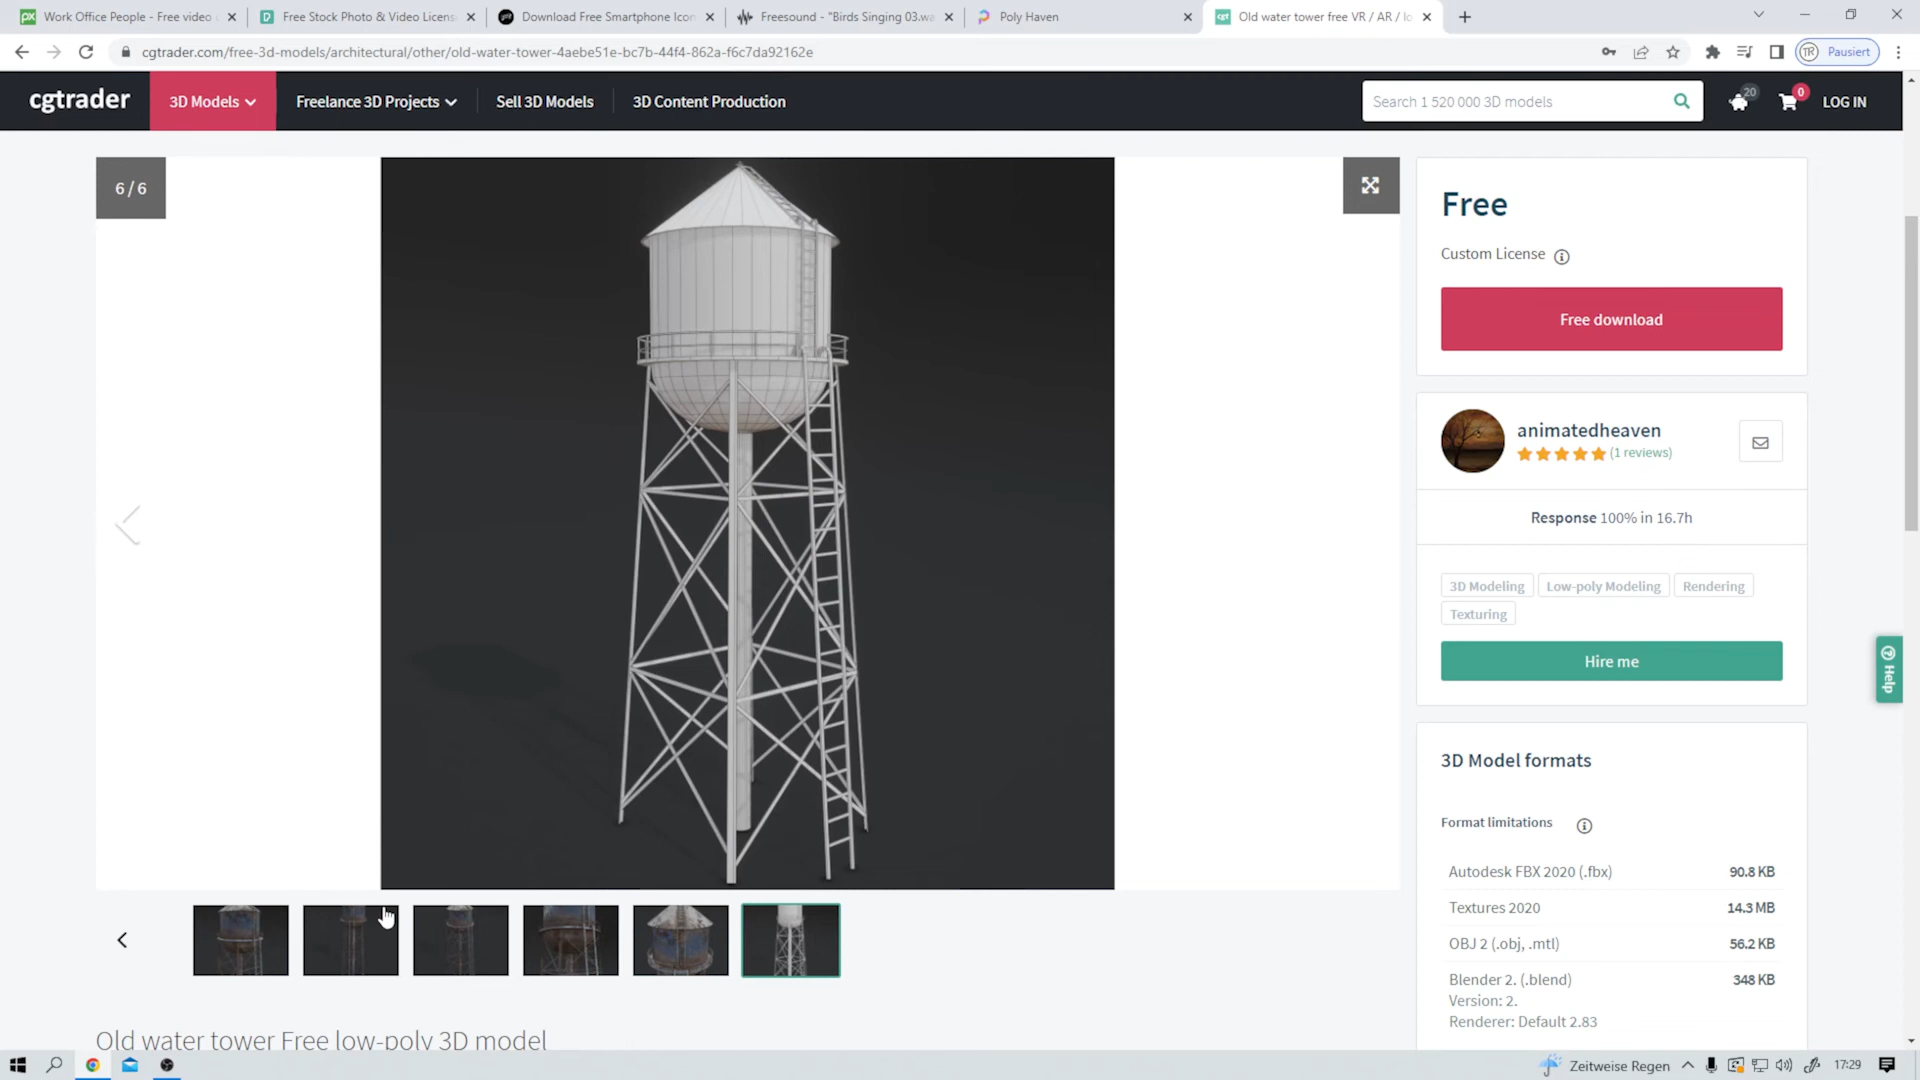 Work Office People - Free video
Free Stock Photo & Video Licens
Download Free Smartphone Icon
Freesound - "Birds Singing 03.wa
Poly Haven
Old water tower free VR / AR / lo
cgtrader.com/free-3d-models/architectural/other/old-water-tower-4aebe51e-bc7b-44f4-862a-f6c7da92162e
TR Pausiert
cgtrader
3D Models
Freelance 3D Projects
Sell 3D Models
3D Content Production
Search 1 520 000 3D models
20
0
LOG IN
6 / 6
Free
Custom License
Free download
animatedheaven
(1 reviews)
Response 100% in 16.7h
3D Modeling
Low-poly Modeling
Rendering
Texturing
Hire me
Help
3D Model formats
Format limitations
Autodesk FBX 2020 (.fbx) 90.8 KB
Textures 2020 14.3 MB
OBJ 2 (.obj, .mtl) 56.2 KB
Blender 2. (.blend) 348 KB
Version: 2.
Renderer: Default 2.83
Old water tower Free low-poly 3D model
Zeitweise Regen
17:29